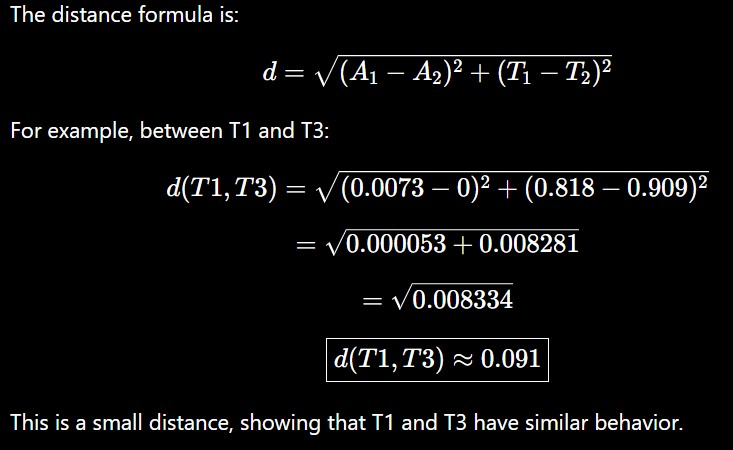 The distance formula is:
d = √(A₁ − A₂)² + (T₁ − T₂)²
For example, between T1 and T3:
d(T1, T3) = √(0.0073 − 0)² + (0.818 − 0.909)²
= √0.000053 + 0.008281
= √0.008334
d(T1, T3) ≈ 0.091
This is a small distance, showing that T1 and T3 have similar behavior.